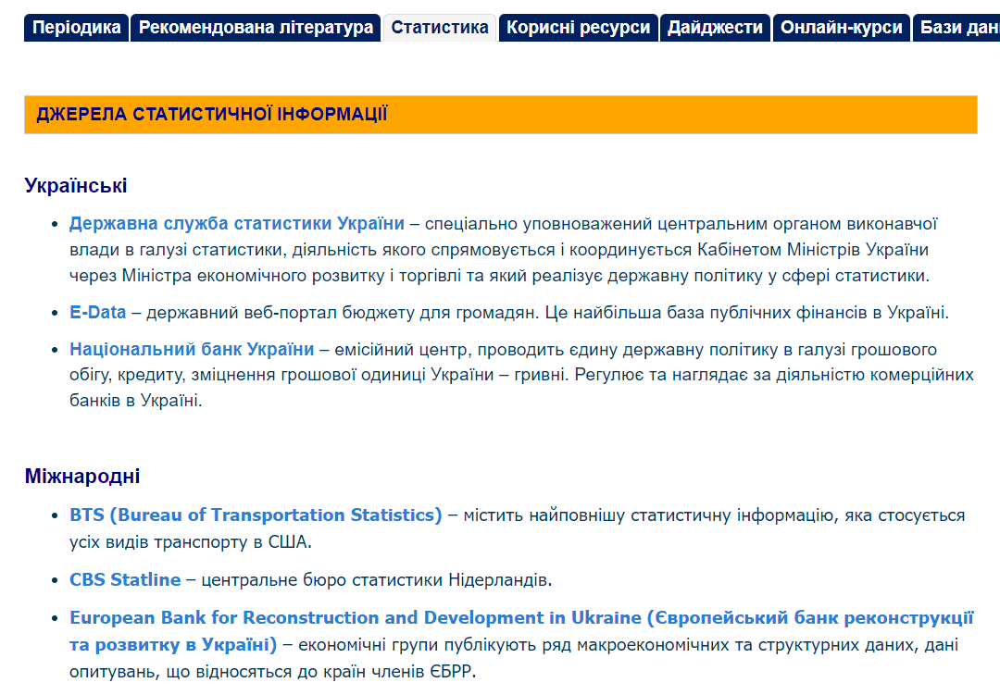 Періодика Рекомендована література Статистика Корисні ресурси Дайджести Онлайн-курси Бази
ДЖЕРЕЛА СТАТИСТИЧНОЇ ІНФОРМАЦІЇ
Українські
Державна служба статистики України – спеціально уповноважений центральним органом виконавчої
влади в галузі статистики, діяльність якого спрямовується і координується Кабінетом Міністрів України
через Міністра економічного розвитку і торгівлі та який реалізує державну політику у сфері статистики.
E-Data – державний веб-портал бюджету для громадян. Це найбільша база публічних фінансів в Україні.
Національний банк України – емісійний центр, проводить єдину державну політику в галузі грошового
обігу, кредиту, зміцнення грошової одиниці України – гривні. Регулює та наглядає за діяльністю комерційних
банків в Україні.
Міжнародні
BTS (Bureau of Transportation Statistics) – містить найповнішу статистичну інформацію, яка стосується
усіх видів транспорту в США.
CBS Statline – центральне бюро статистики Нідерландів.
European Bank for Reconstruction and Development in Ukraine (Європейський банк реконструкції
та розвитку в Україні) – економічні групи публікують ряд макроекономічних та структурних даних, дані
опитувань, що відносяться до країн членів ЄБРР.